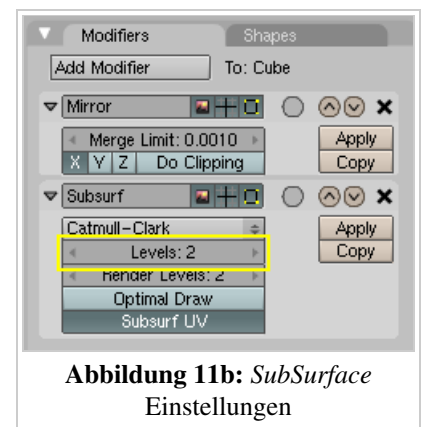 Modifiers Shapes
Add Modifier To: Cube
Mirror
Merge Limit: 0.0010 Apply
X Y Z Do Clipping Copy
Subsurf
Catmull-Clark Apply
Levels: 2 Copy
Render Levels: 2
Optimal Draw
Subsurf UV
Abbildung 11b: SubSurface
Einstellungen